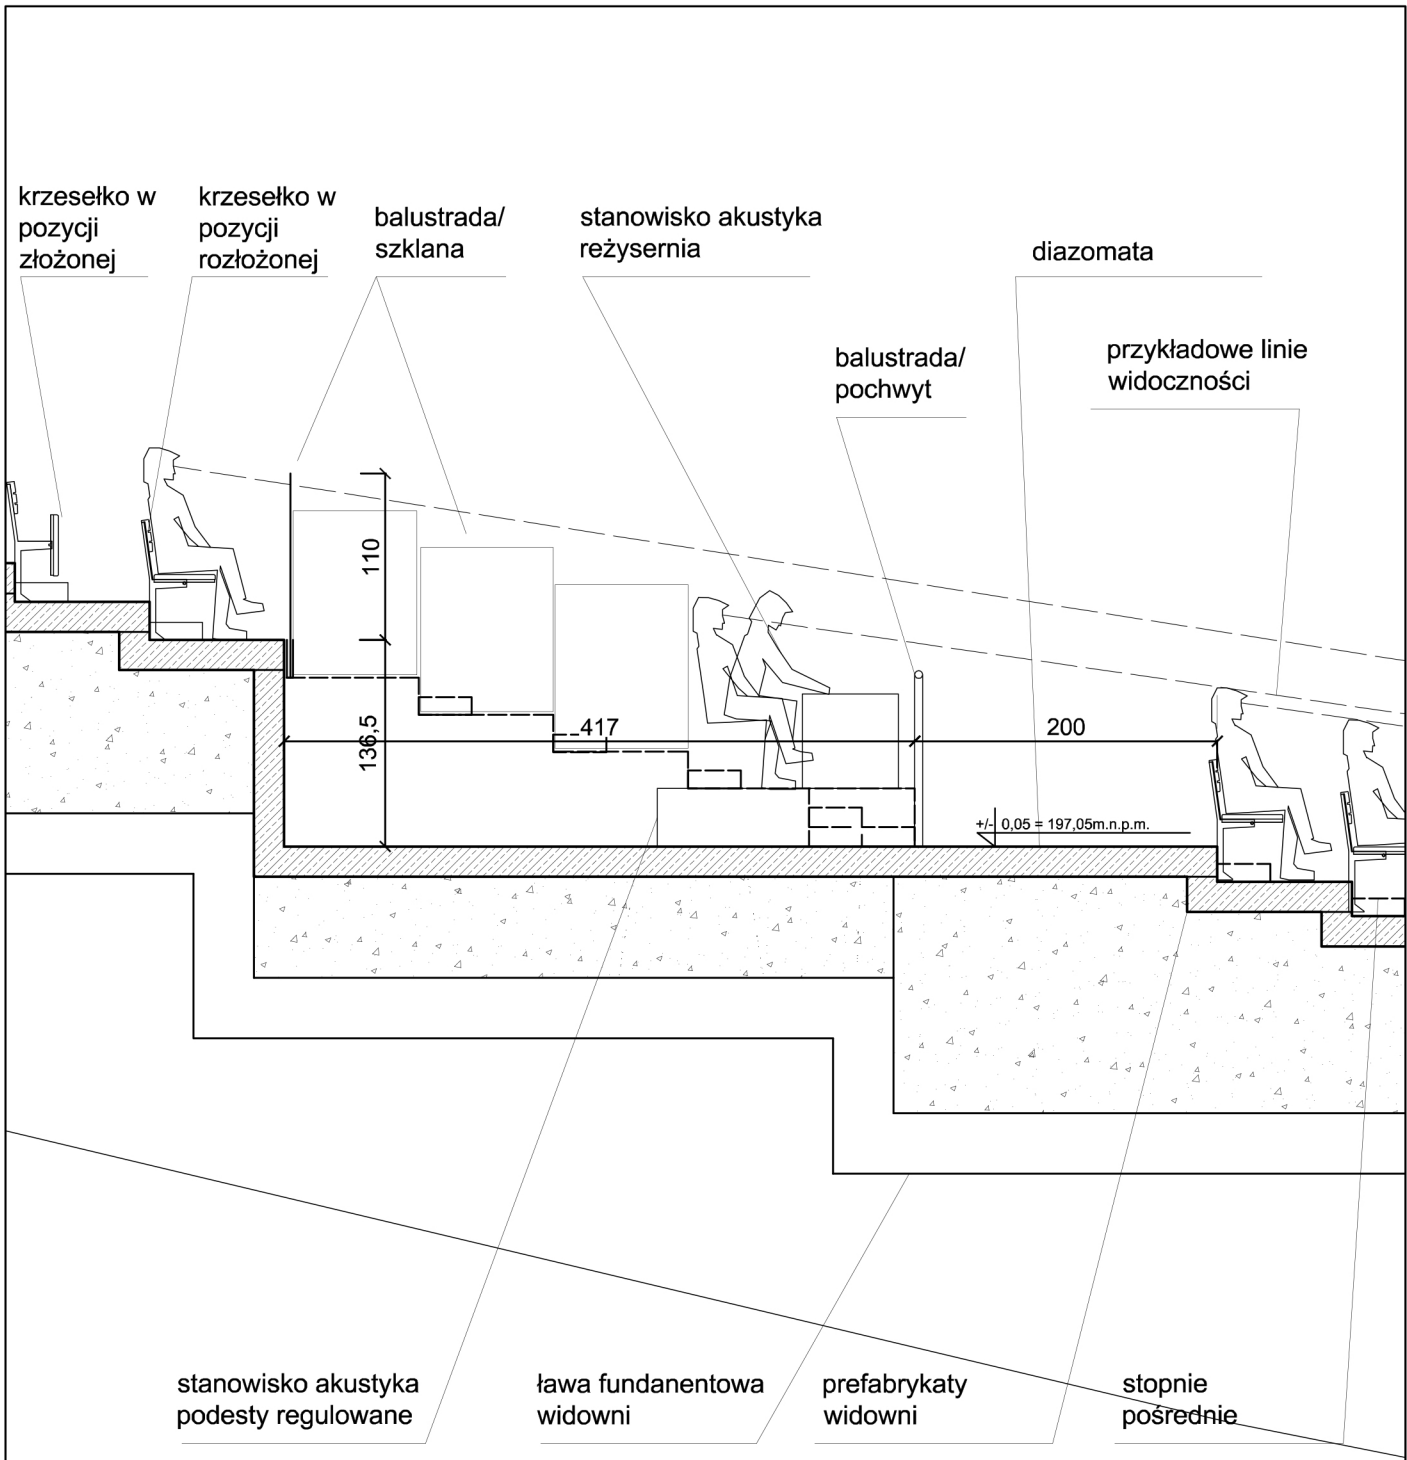 krzesełko w
pozycji
złożonej
krzesełko w
pozycji
rozłożonej
balustrada/
szklana
stanowisko akustyka
reżysernia
diazomata
balustrada/
pochwyt
przykładowe linie
widoczności
110
136,5
417
200
+/- 0,05 = 197,05m.n.p.m.
stanowisko akustyka
podesty regulowane
ława fundanentowa
widowni
prefabrykaty
widowni
stopnie
pośrednie